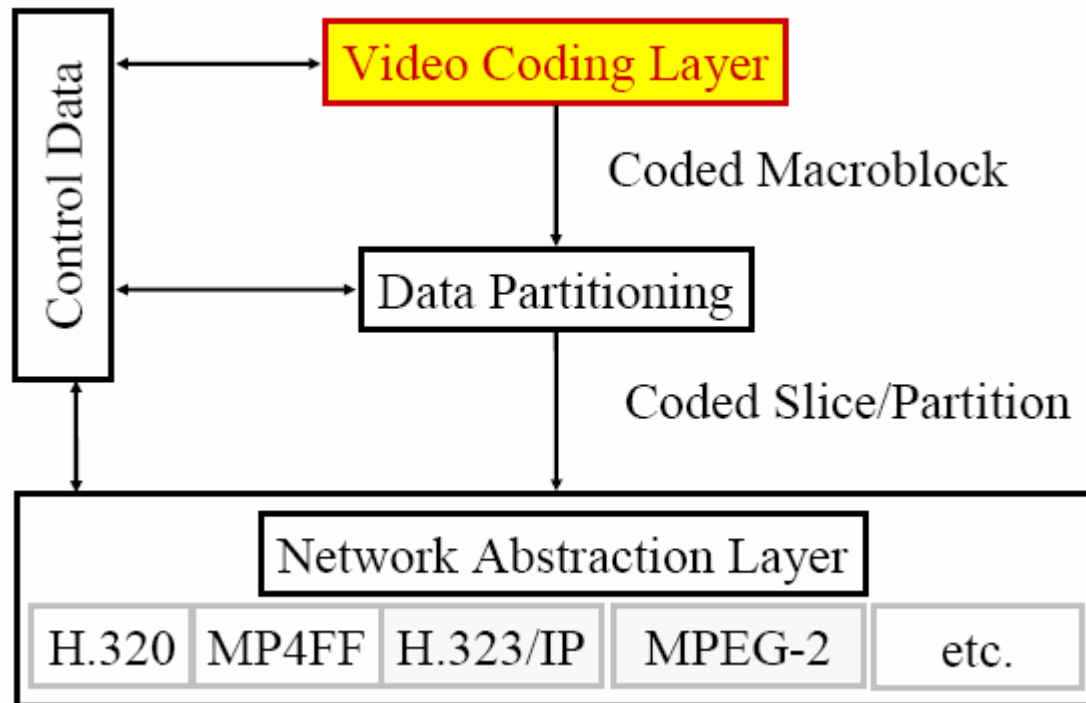 Control Data
Video Coding Layer
Coded Macroblock
Data Partitioning
Coded Slice/Partition
Network Abstraction Layer
H.320 MP4FF H.323/IP MPEG-2 etc.